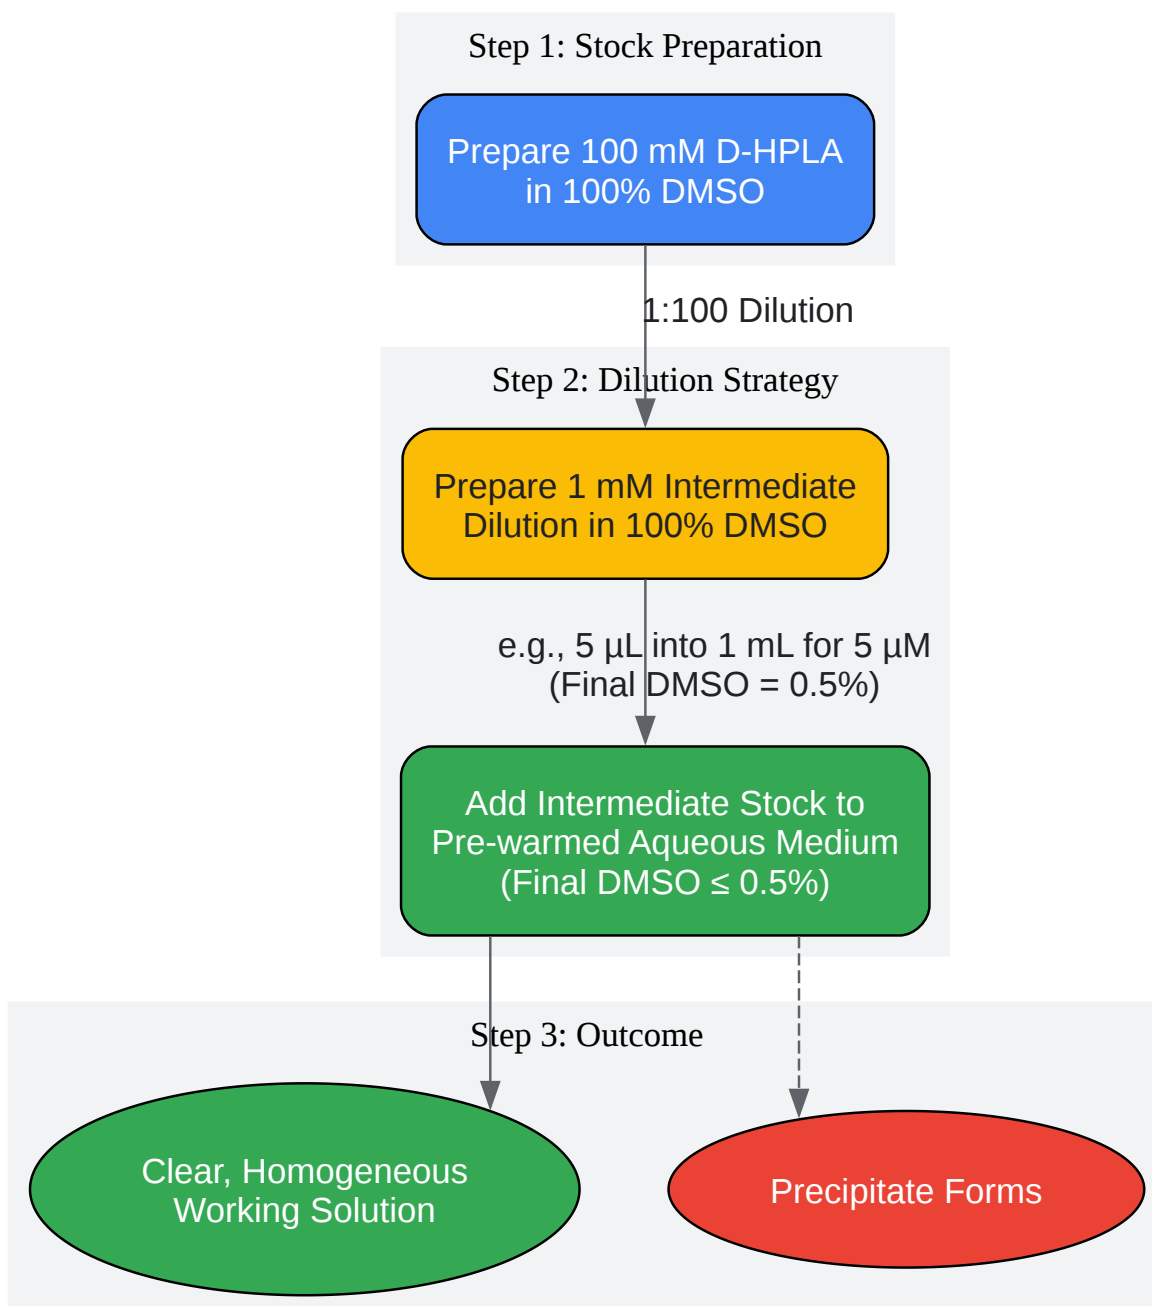 Step 1: Stock Preparation
Prepare 100 mM D-HPLA
in 100% DMSO
1:100 Dilution
Step 2: Dilution Strategy
Prepare 1 mM Intermediate
Dilution in 100% DMSO
e.g., 5 µL into 1 mL for 5 µM
(Final DMSO = 0.5%)
Add Intermediate Stock to
Pre-warmed Aqueous Medium
(Final DMSO ≤ 0.5%)
Step 3: Outcome
Clear, Homogeneous
Working Solution
Precipitate Forms